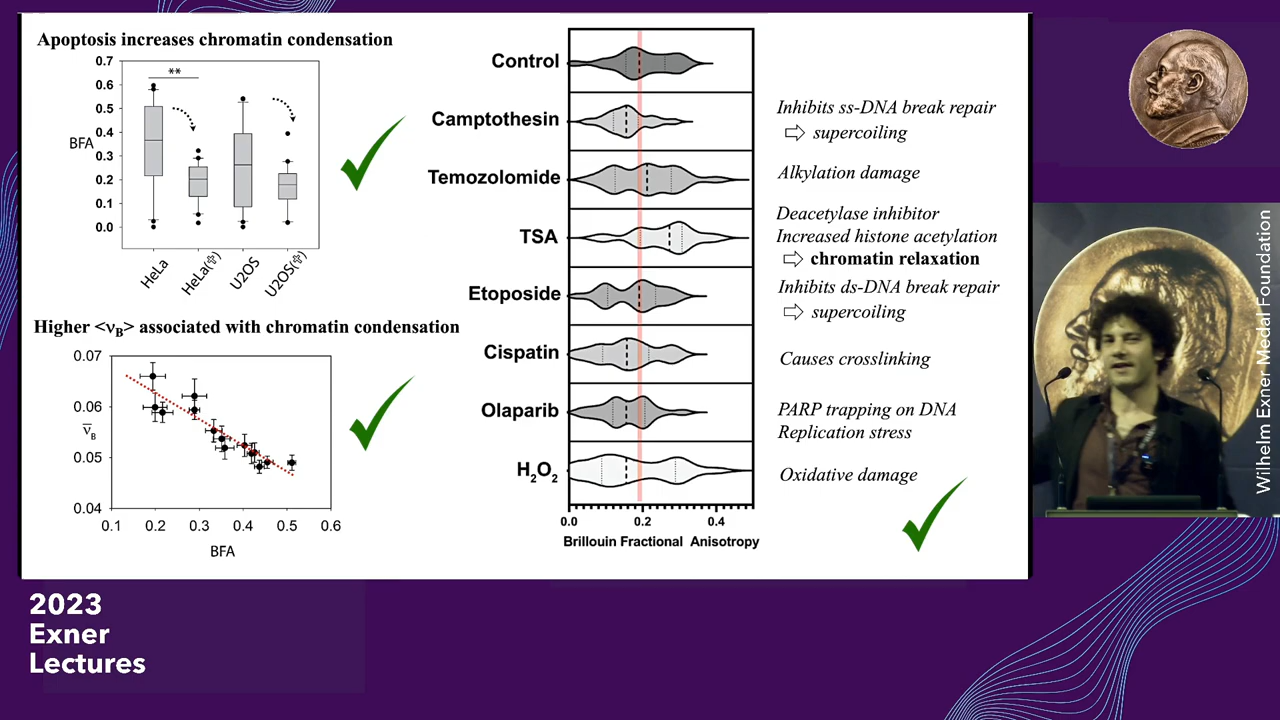 Apoptosis increases chromatin condensation
0.7
0.6
0.5
0.4
0.3
0.2
0.1
0.0
BFA
**
HeLa
HeLa(✞)
U2OS
U2OS(✞)
Higher <νB> associated with chromatin condensation
0.07
0.06
0.05
0.04
ν̅B
0.1 0.2 0.3 0.4 0.5 0.6
BFA
Control
Camptothesin
Inhibits ss-DNA break repair
⇨ supercoiling
Temozolomide
Alkylation damage
TSA
Deacetylase inhibitor
Increased histone acetylation
⇨ chromatin relaxation
Etoposide
Inhibits ds-DNA break repair
⇨ supercoiling
Cispatin
Causes crosslinking
Olaparib
PARP trapping on DNA
Replication stress
H2O2
Oxidative damage
0.0 0.2 0.4
Brillouin Fractional Anisotropy
Wilhelm Exner Medal Foundation
2023
Exner
Lectures